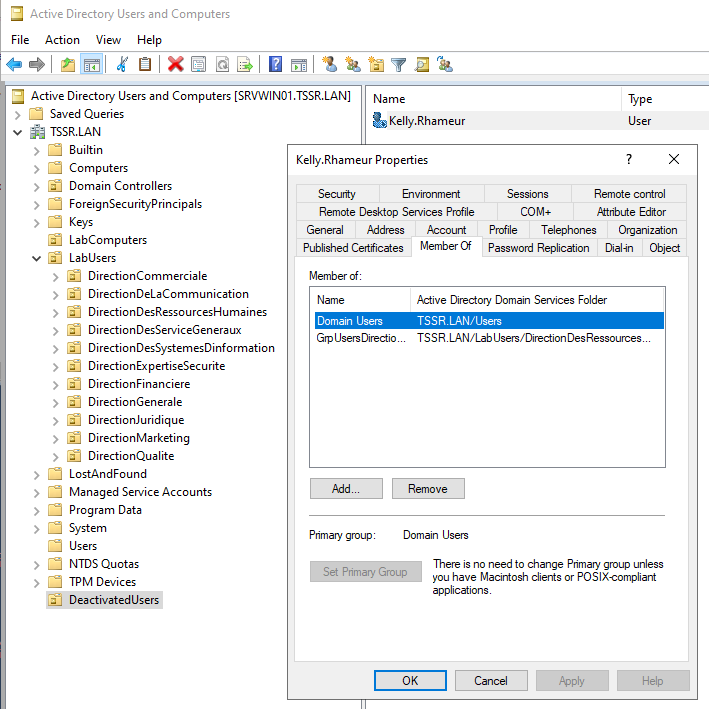 Active Directory Users and Computers
File Action View Help
Active Directory Users and Computers [SRVWIN01.TSSR.LAN]
Saved Queries
TSSR.LAN
Builtin
Computers
Domain Controllers
ForeignSecurityPrincipals
Keys
LabComputers
LabUsers
DirectionCommerciale
DirectionDeLaCommunication
DirectionDesRessourcesHumaines
DirectionDesServiceGeneraux
DirectionDesSystemesDinformation
DirectionExpertiseSecurite
DirectionFinanciere
DirectionGenerale
DirectionJuridique
DirectionMarketing
DirectionQualite
LostAndFound
Managed Service Accounts
Program Data
System
Users
NTDS Quotas
TPM Devices
DeactivatedUsers
Name Type
Kelly.Rhameur User
Kelly.Rhameur Properties ?
Security Environment Sessions Remote control
Remote Desktop Services Profile COM+ Attribute Editor
General Address Account Profile Telephones Organization
Published Certificates Member Of Password Replication Dial-in Object
Member of:
Name Active Directory Domain Services Folder
Domain Users TSSR.LAN/Users
GrpUsersDirectio... TSSR.LAN/LabUsers/DirectionDesRessources...
Add... Remove
Primary group: Domain Users
Set Primary Group
There is no need to change Primary group unless
you have Macintosh clients or POSIX-compliant
applications.
OK Cancel Apply Help